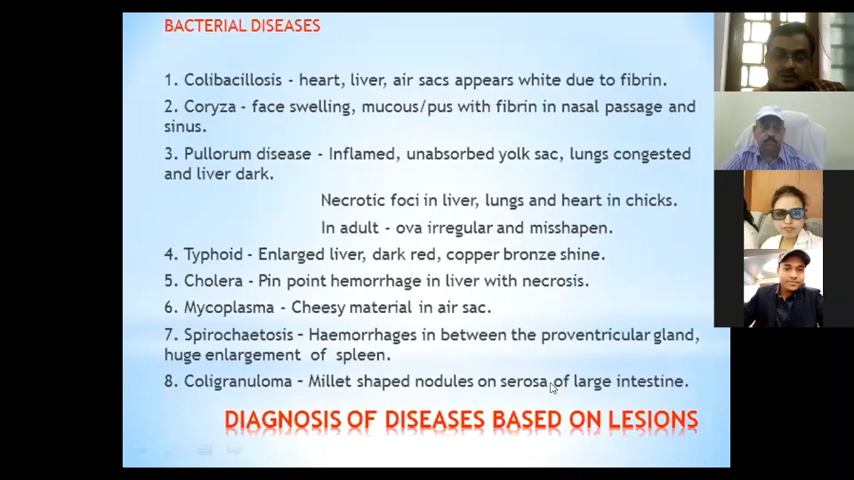 BACTERIAL DISEASES
1. Colibacillosis - heart, liver, air sacs appears white due to fibrin.
2. Coryza - face swelling, mucous/pus with fibrin in nasal passage and
sinus.
3. Pullorum disease - Inflamed, unabsorbed yolk sac, lungs congested
and liver dark.
Necrotic foci in liver, lungs and heart in chicks.
In adult - ova irregular and misshapen.
4. Typhoid - Enlarged liver, dark red, copper bronze shine.
5. Cholera - Pin point hemorrhage in liver with necrosis.
6. Mycoplasma - Cheesy material in air sac.
7. Spirochaetosis – Haemorrhages in between the proventricular gland,
huge enlargement of spleen.
8. Coligranuloma – Millet shaped nodules on serosa of large intestine.
DIAGNOSIS OF DISEASES BASED ON LESIONS